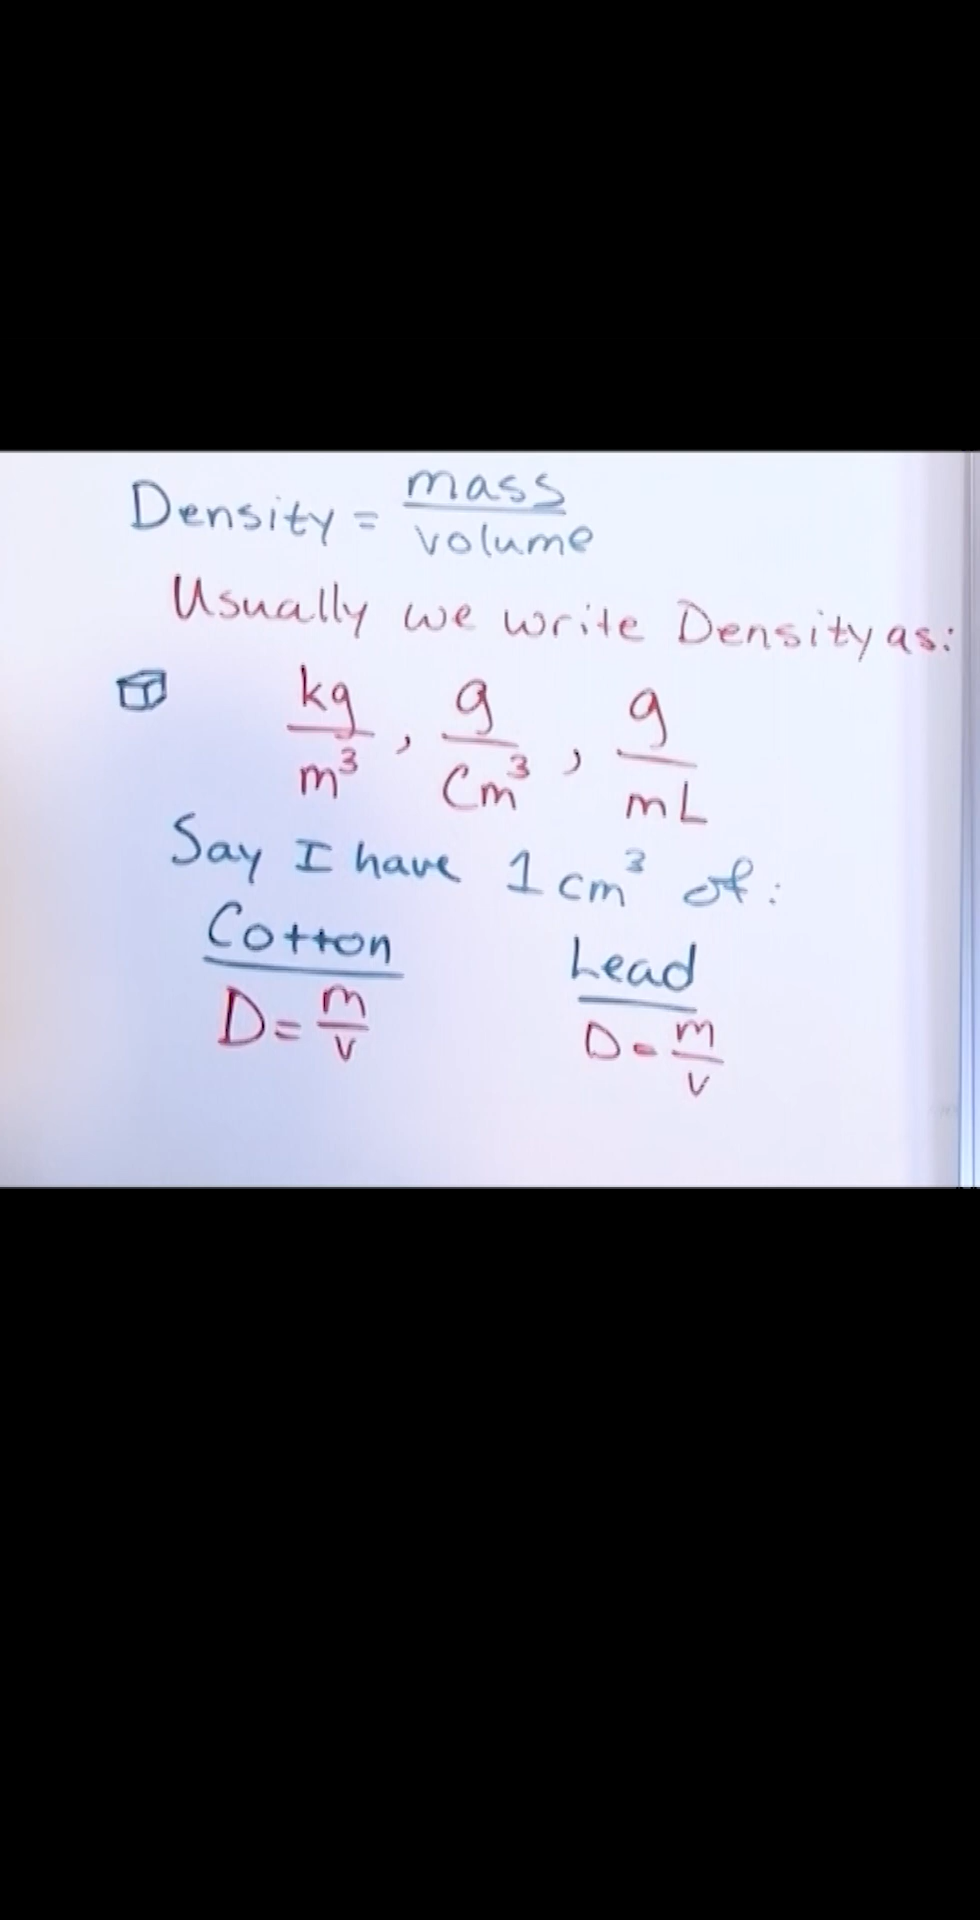 Density = mass/volume
Usually we write Density as:
kg/m³, g/cm³, g/mL
Say I have 1 cm³ of:
Cotton Lead
D = m/v D = m/v